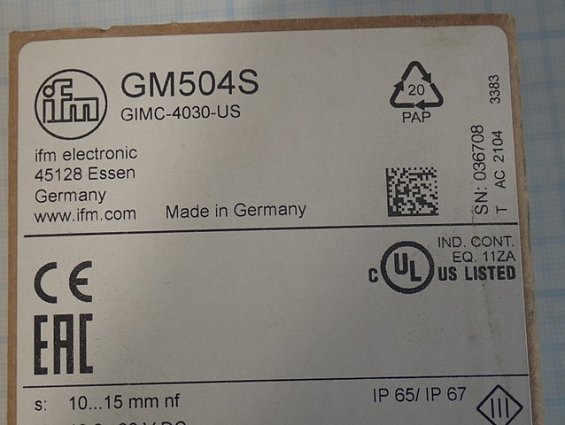 ifm
GM504S
GIMC-4030-US
ifm electronic
45128 Essen
Germany
www.ifm.com
Made in Germany
20
PAP
SN: 036708
T AC 2104 3383
CE
EAC
c UL US LISTED
IND. CONT.
EQ. 11ZA
s: 10...15 mm nf
IP 65/ IP 67
III